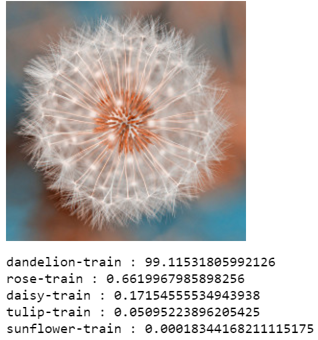 dandelion-train : 99.11531805992126
rose-train : 0.6619967985898256
daisy-train : 0.17154555534943938
tulip-train : 0.05095223896205425
sunflower-train : 0.00018344168211115175